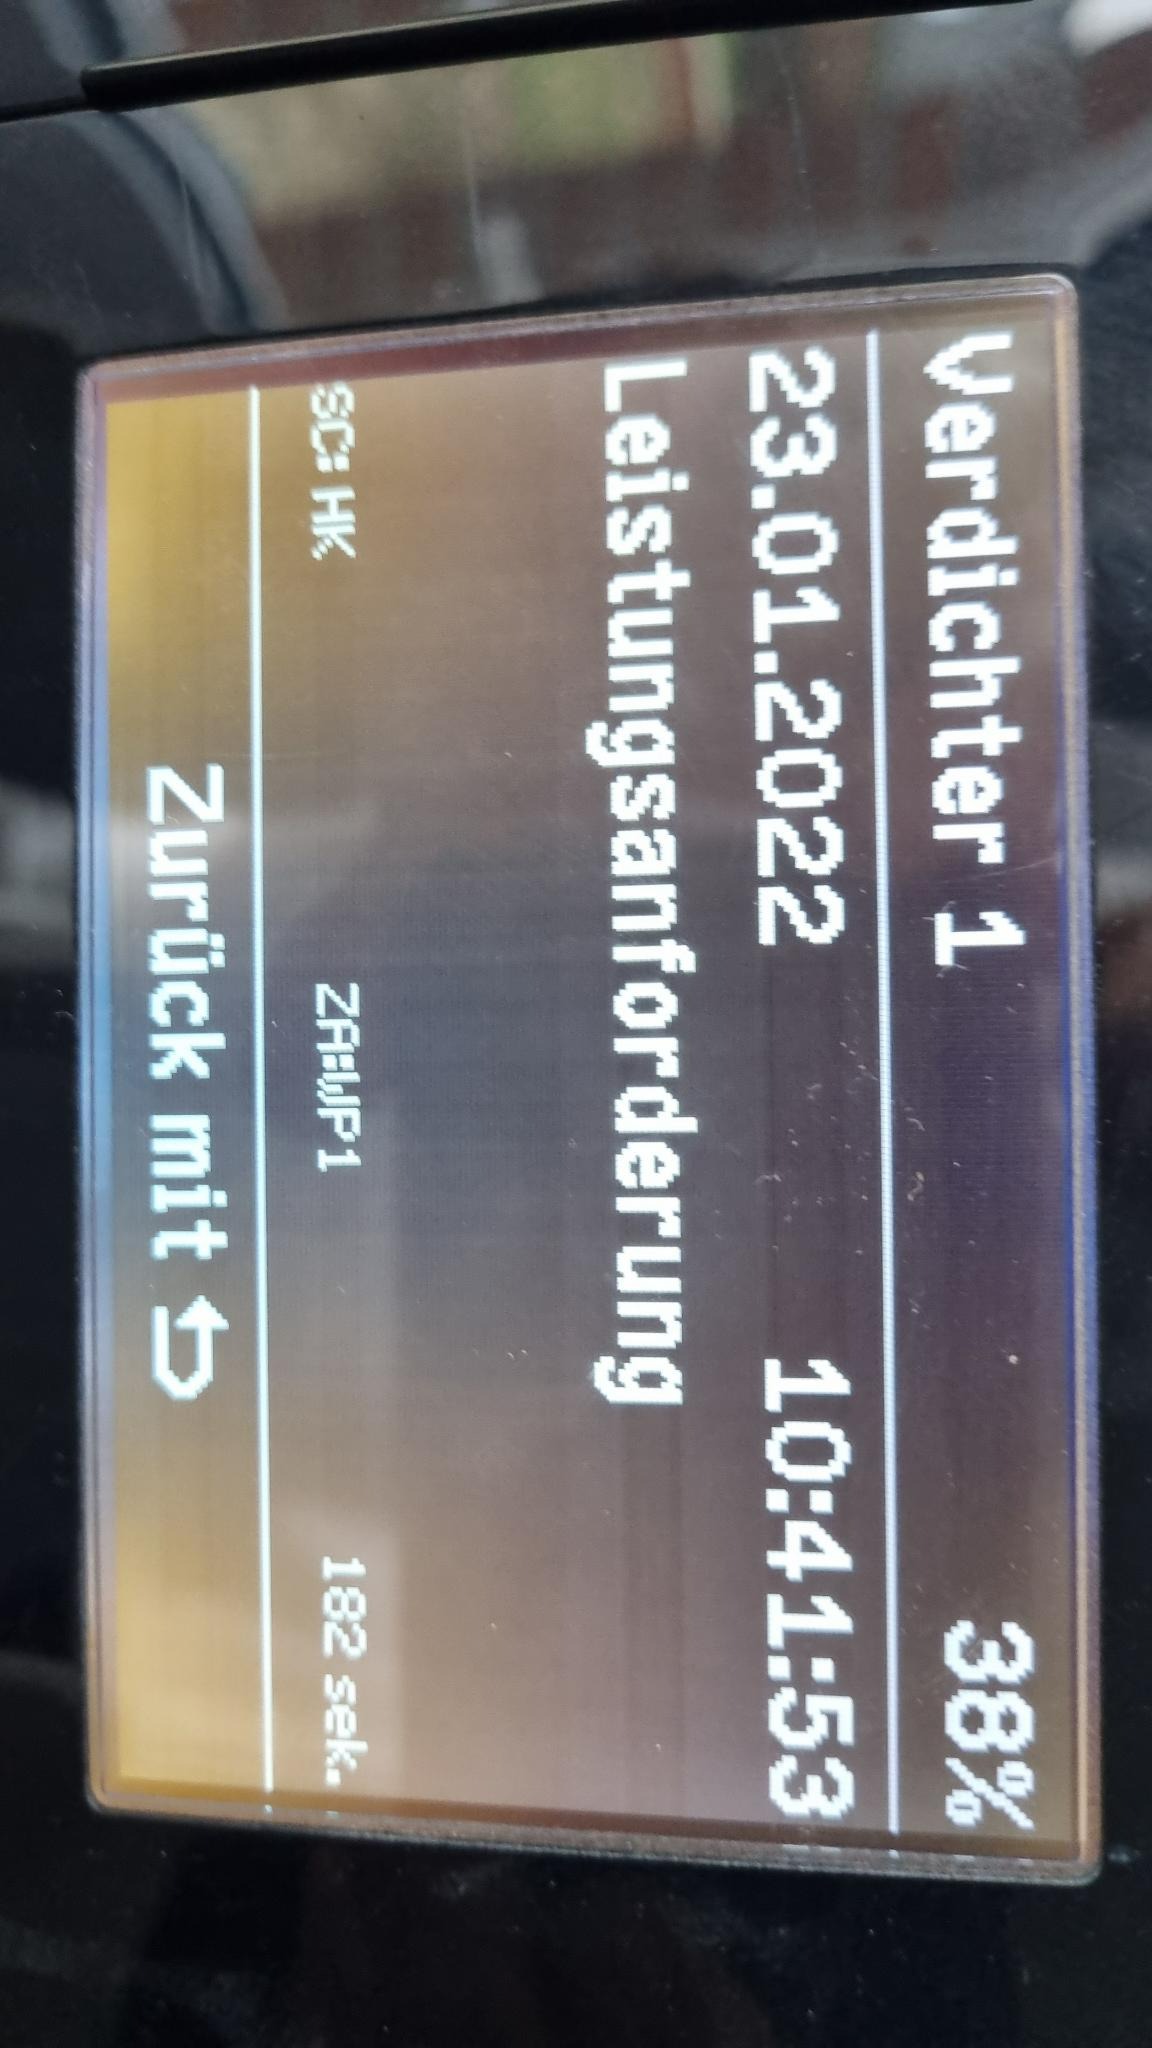 Verdichter 1 38%
23.01.2022 10:41:53
Leistungsanforderung
SC: HK ZA:WP1 182 sek.
Zurück mit